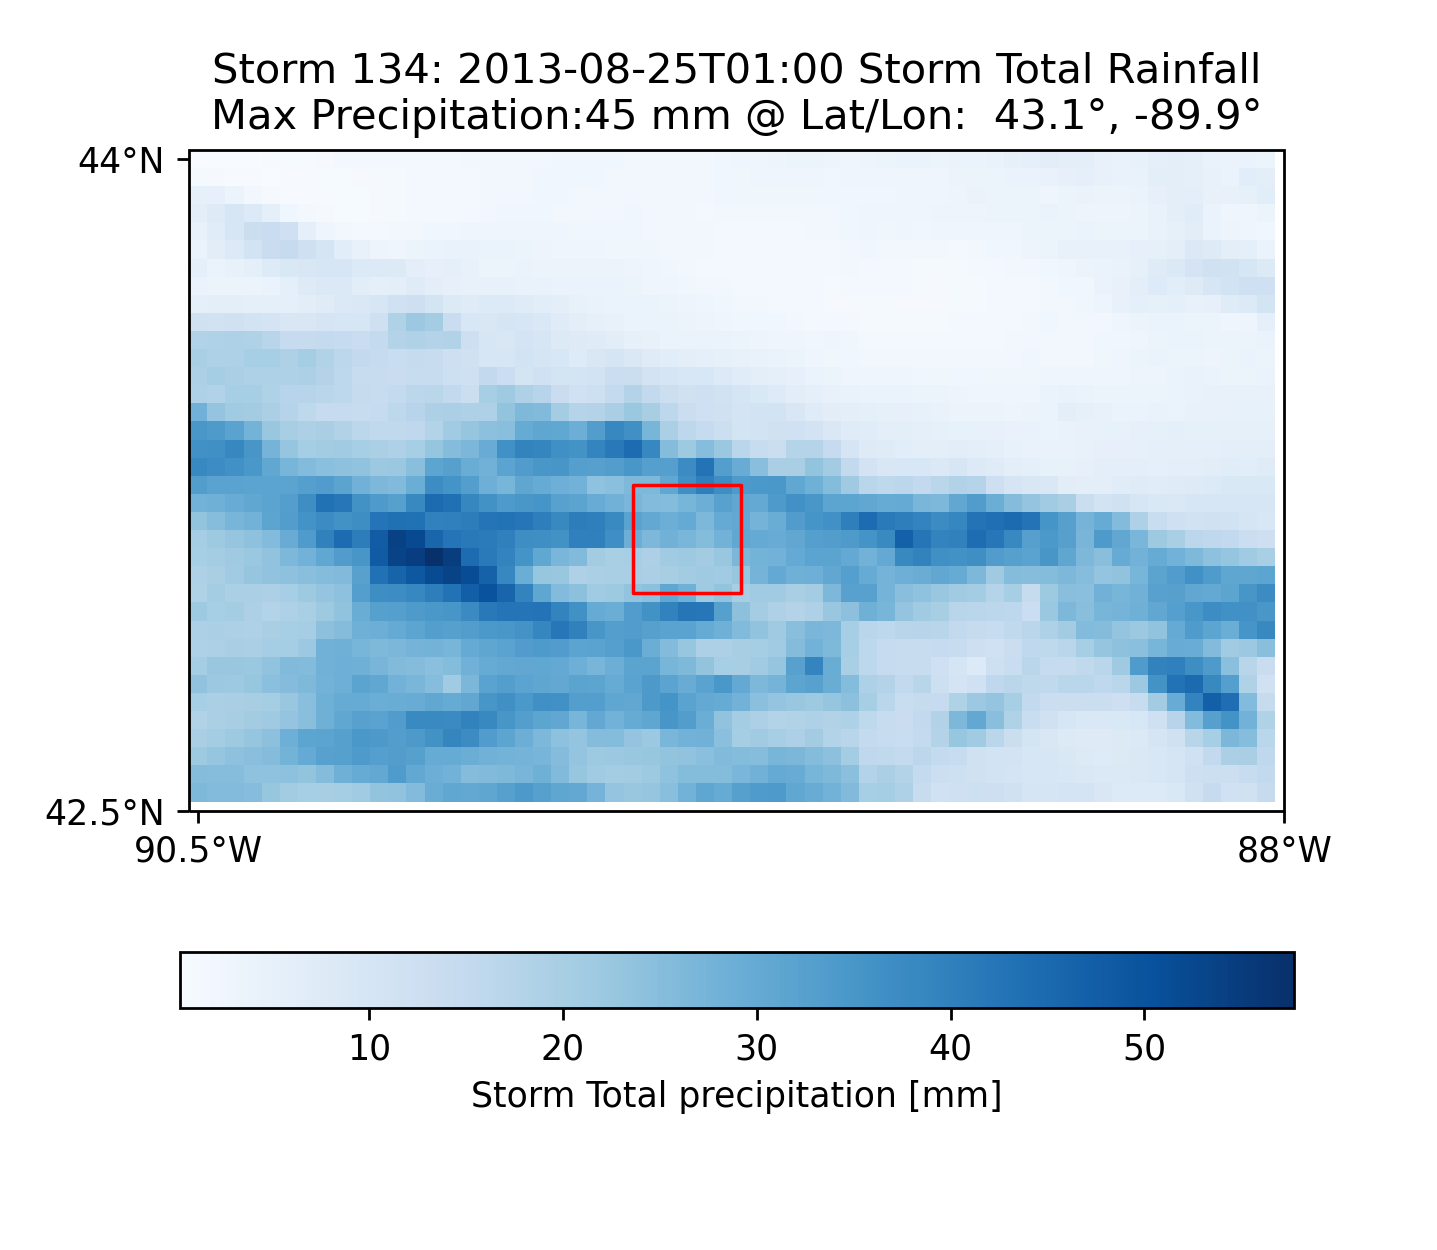 Storm 134: 2013-08-25T01:00 Storm Total Rainfall
Max Precipitation:45 mm @ Lat/Lon:  43.1°, -89.9°
44°N
42.5°N
90.5°W 88°W
10 20 30 40 50
Storm Total precipitation [mm]